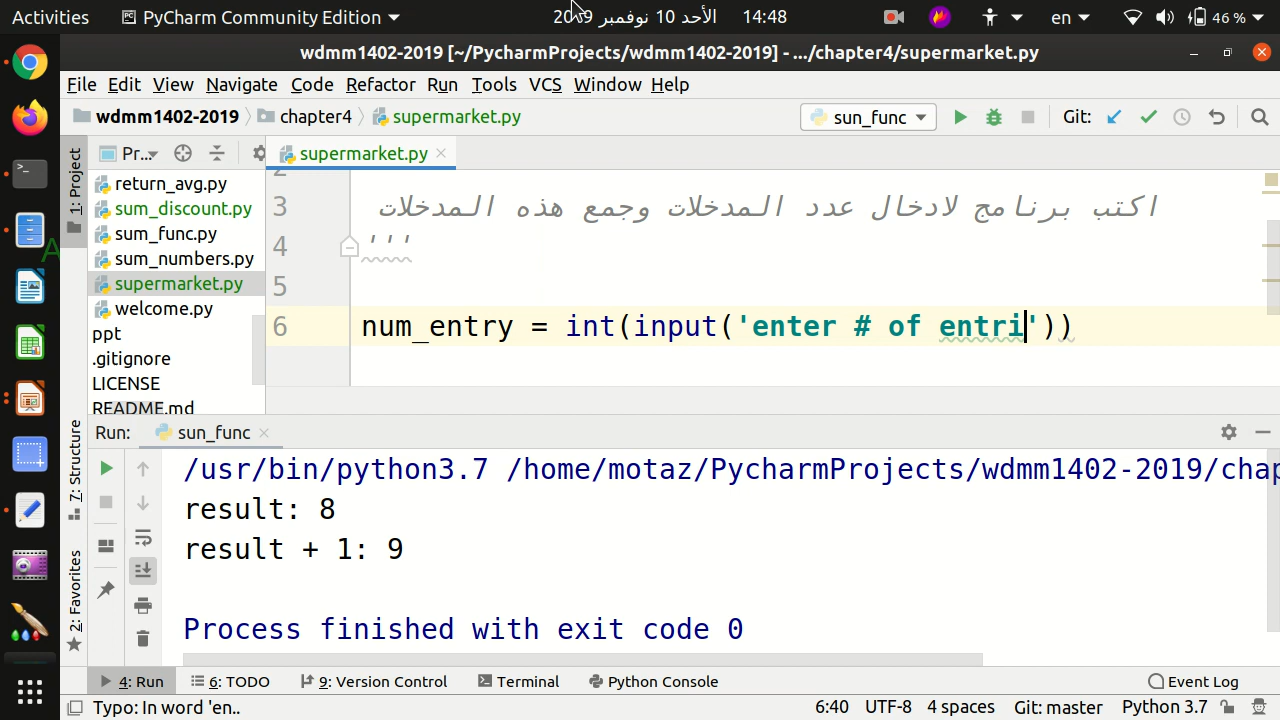 Activities
PyCharm Community Edition
الأحد 10 نوفمبر 2019 14:48
en
46 %
wdmm1402-2019 [~/PycharmProjects/wdmm1402-2019] - .../chapter4/supermarket.py
File Edit View Navigate Code Refactor Run Tools VCS Window Help
wdmm1402-2019 chapter4 supermarket.py
sun_func
Git:
1: Project
Pr...
supermarket.py
return_avg.py
sum_discount.py
sum_func.py
sum_numbers.py
supermarket.py
welcome.py
ppt
.gitignore
LICENSE
README.md
2
3 اكتب برنامج لادخال عدد المدخلات وجمع هذه المدخلات
4 '''
5
6 num_entry = int(input('enter # of entri'))
7: Structure
2: Favorites
Run: sun_func
/usr/bin/python3.7 /home/motaz/PycharmProjects/wdmm1402-2019/chap
result: 8
result + 1: 9
Process finished with exit code 0
4: Run 6: TODO 9: Version Control Terminal Python Console Event Log
Typo: In word 'en.. 6:40 UTF-8 4 spaces Git: master Python 3.7